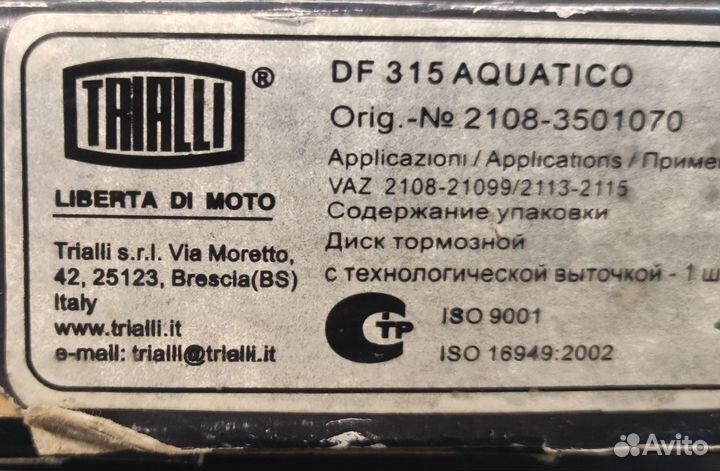 TRIALLI ®
LIBERTA DI MOTO
Trialli s.r.l. Via Moretto,
42, 25123, Brescia(BS)
Italy
www.trialli.it
e-mail: trialli@trialli.it
DF 315 AQUATICO
Orig.-№ 2108-3501070
Applicazioni / Applications / Приме
VAZ 2108-21099/2113-2115
Содержание упаковки
Диск тормозной
с технологической выточкой - 1 ш
ТР ISO 9001
ISO 16949:2002
Avito